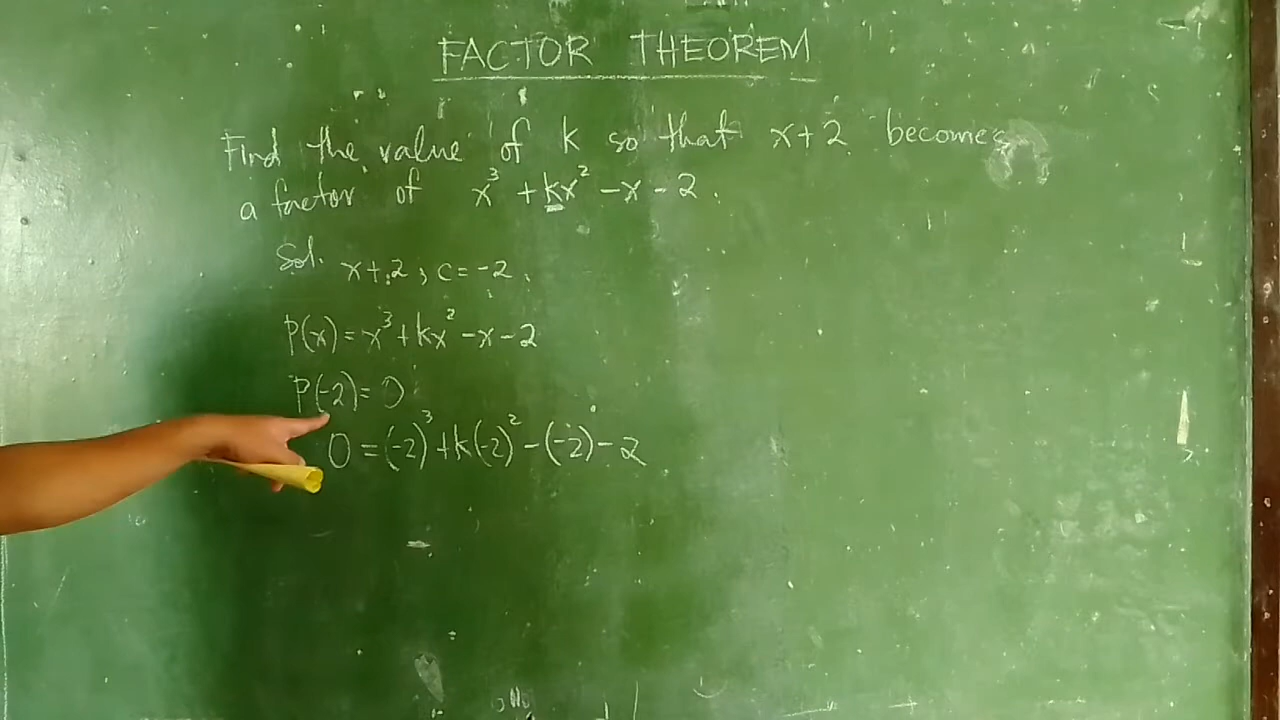 FACTOR THEOREM
Find the value of k so that x+2 becomes
a factor of x³ + kx² - x - 2.
Sol. x+2, c = -2.
P(x) = x³ + kx² - x - 2
P(-2) = 0
0 = (-2)³ + k(-2)² - (-2) - 2